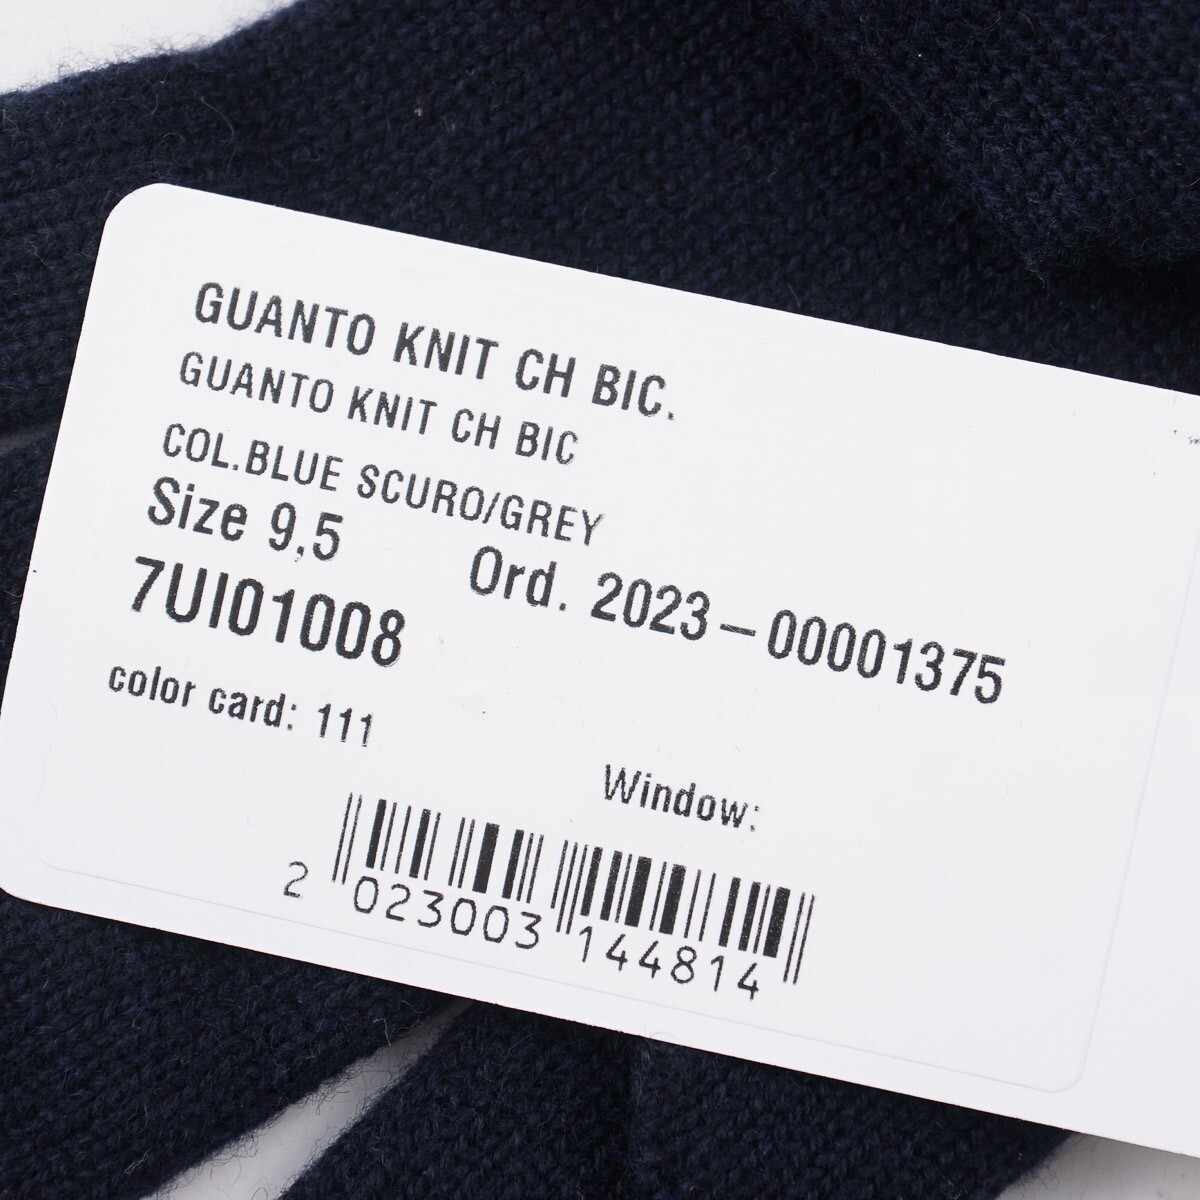 GUANTO KNIT CH BIC.
GUANTO KNIT CH BIC
COL.BLUE SCURO/GREY
Size 9.5
Ord. 2023-00001375
7UI01008
color card: 111
Window:
2 023003 144814